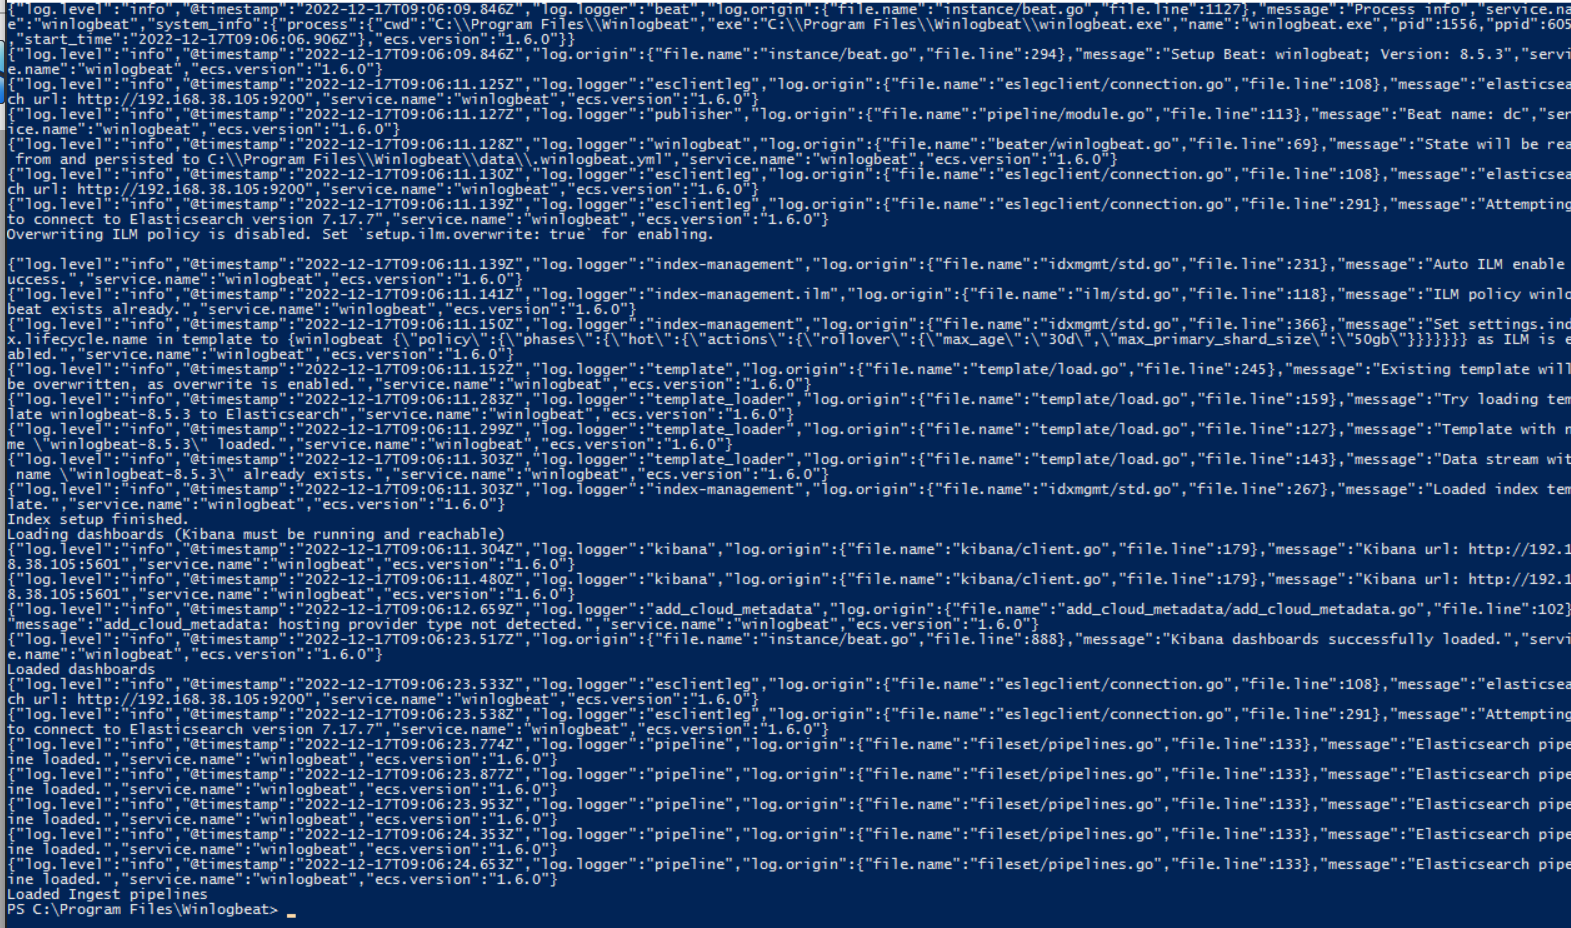 {"log.level":"info","@timestamp":"2022-12-17T09:06:09.846Z","log.logger":"beat","log.origin":{"file.name":"instance/beat.go","file.line":1127},"message":"Process info","service.na
e":"winlogbeat","system_info":{"process":{"cwd":"C:\\Program Files\\Winlogbeat","exe":"C:\\Program Files\\Winlogbeat\\winlogbeat.exe","name":"winlogbeat.exe","pid":1556,"ppid":605
,"start_time":"2022-12-17T09:06:06.906Z"},"ecs.version":"1.6.0"}}
{"log.level":"info","@timestamp":"2022-12-17T09:06:09.846Z","log.origin":{"file.name":"instance/beat.go","file.line":294},"message":"Setup Beat: winlogbeat; Version: 8.5.3","servi
e.name":"winlogbeat","ecs.version":"1.6.0"}
{"log.level":"info","@timestamp":"2022-12-17T09:06:11.125Z","log.logger":"esclientleg","log.origin":{"file.name":"eslegclient/connection.go","file.line":108},"message":"elasticsea
ch url: http://192.168.38.105:9200","service.name":"winlogbeat","ecs.version":"1.6.0"}
{"log.level":"info","@timestamp":"2022-12-17T09:06:11.127Z","log.logger":"publisher","log.origin":{"file.name":"pipeline/module.go","file.line":113},"message":"Beat name: dc","ser
ice.name":"winlogbeat","ecs.version":"1.6.0"}
{"log.level":"info","@timestamp":"2022-12-17T09:06:11.128Z","log.logger":"winlogbeat","log.origin":{"file.name":"beater/winlogbeat.go","file.line":69},"message":"State will be rea
 from and persisted to C:\\Program Files\\Winlogbeat\\data\\.winlogbeat.yml","service.name":"winlogbeat","ecs.version":"1.6.0"}
{"log.level":"info","@timestamp":"2022-12-17T09:06:11.130Z","log.logger":"esclientleg","log.origin":{"file.name":"eslegclient/connection.go","file.line":108},"message":"elasticsea
ch url: http://192.168.38.105:9200","service.name":"winlogbeat","ecs.version":"1.6.0"}
{"log.level":"info","@timestamp":"2022-12-17T09:06:11.139Z","log.logger":"esclientleg","log.origin":{"file.name":"eslegclient/connection.go","file.line":291},"message":"Attempting
to connect to Elasticsearch version 7.17.7","service.name":"winlogbeat","ecs.version":"1.6.0"}
Overwriting ILM policy is disabled. Set `setup.ilm.overwrite: true` for enabling.
{"log.level":"info","@timestamp":"2022-12-17T09:06:11.139Z","log.logger":"index-management","log.origin":{"file.name":"idxmgmt/std.go","file.line":231},"message":"Auto ILM enable
uccess.","service.name":"winlogbeat","ecs.version":"1.6.0"}
{"log.level":"info","@timestamp":"2022-12-17T09:06:11.141Z","log.logger":"index-management.ilm","log.origin":{"file.name":"ilm/std.go","file.line":118},"message":"ILM policy winlo
beat exists already.","service.name":"winlogbeat","ecs.version":"1.6.0"}
{"log.level":"info","@timestamp":"2022-12-17T09:06:11.150Z","log.logger":"index-management","log.origin":{"file.name":"idxmgmt/std.go","file.line":366},"message":"Set settings.ind
x.lifecycle.name in template to {winlogbeat {\"policy\":{\"phases\":{\"hot\":{\"actions\":{\"rollover\":{\"max_age\":\"30d\",\"max_primary_shard_size\":\"50gb\"}}}}}}} as ILM is e
abled.","service.name":"winlogbeat","ecs.version":"1.6.0"}
{"log.level":"info","@timestamp":"2022-12-17T09:06:11.152Z","log.logger":"template","log.origin":{"file.name":"template/load.go","file.line":245},"message":"Existing template will
be overwritten, as overwrite is enabled.","service.name":"winlogbeat","ecs.version":"1.6.0"}
{"log.level":"info","@timestamp":"2022-12-17T09:06:11.283Z","log.logger":"template_loader","log.origin":{"file.name":"template/load.go","file.line":159},"message":"Try loading tem
late winlogbeat-8.5.3 to Elasticsearch","service.name":"winlogbeat","ecs.version":"1.6.0"}
{"log.level":"info","@timestamp":"2022-12-17T09:06:11.299Z","log.logger":"template_loader","log.origin":{"file.name":"template/load.go","file.line":127},"message":"Template with n
me \"winlogbeat-8.5.3\" loaded.","service.name":"winlogbeat","ecs.version":"1.6.0"}
{"log.level":"info","@timestamp":"2022-12-17T09:06:11.303Z","log.logger":"template_loader","log.origin":{"file.name":"template/load.go","file.line":143},"message":"Data stream wit
 name \"winlogbeat-8.5.3\" already exists.","service.name":"winlogbeat","ecs.version":"1.6.0"}
{"log.level":"info","@timestamp":"2022-12-17T09:06:11.303Z","log.logger":"index-management","log.origin":{"file.name":"idxmgmt/std.go","file.line":267},"message":"Loaded index tem
late.","service.name":"winlogbeat","ecs.version":"1.6.0"}
Index setup finished.
Loading dashboards (Kibana must be running and reachable)
{"log.level":"info","@timestamp":"2022-12-17T09:06:11.304Z","log.logger":"kibana","log.origin":{"file.name":"kibana/client.go","file.line":179},"message":"Kibana url: http://192.1
8.38.105:5601","service.name":"winlogbeat","ecs.version":"1.6.0"}
{"log.level":"info","@timestamp":"2022-12-17T09:06:11.480Z","log.logger":"kibana","log.origin":{"file.name":"kibana/client.go","file.line":179},"message":"Kibana url: http://192.1
8.38.105:5601","service.name":"winlogbeat","ecs.version":"1.6.0"}
{"log.level":"info","@timestamp":"2022-12-17T09:06:12.659Z","log.logger":"add_cloud_metadata","log.origin":{"file.name":"add_cloud_metadata/add_cloud_metadata.go","file.line":102}
"message":"add_cloud_metadata: hosting provider type not detected.","service.name":"winlogbeat","ecs.version":"1.6.0"}
{"log.level":"info","@timestamp":"2022-12-17T09:06:23.517Z","log.origin":{"file.name":"instance/beat.go","file.line":888},"message":"Kibana dashboards successfully loaded.","servi
e.name":"winlogbeat","ecs.version":"1.6.0"}
Loaded dashboards
{"log.level":"info","@timestamp":"2022-12-17T09:06:23.533Z","log.logger":"esclientleg","log.origin":{"file.name":"eslegclient/connection.go","file.line":108},"message":"elasticsea
ch url: http://192.168.38.105:9200","service.name":"winlogbeat","ecs.version":"1.6.0"}
{"log.level":"info","@timestamp":"2022-12-17T09:06:23.538Z","log.logger":"esclientleg","log.origin":{"file.name":"eslegclient/connection.go","file.line":291},"message":"Attempting
to connect to Elasticsearch version 7.17.7","service.name":"winlogbeat","ecs.version":"1.6.0"}
{"log.level":"info","@timestamp":"2022-12-17T09:06:23.774Z","log.logger":"pipeline","log.origin":{"file.name":"fileset/pipelines.go","file.line":133},"message":"Elasticsearch pipe
ine loaded.","service.name":"winlogbeat","ecs.version":"1.6.0"}
{"log.level":"info","@timestamp":"2022-12-17T09:06:23.877Z","log.logger":"pipeline","log.origin":{"file.name":"fileset/pipelines.go","file.line":133},"message":"Elasticsearch pipe
ine loaded.","service.name":"winlogbeat","ecs.version":"1.6.0"}
{"log.level":"info","@timestamp":"2022-12-17T09:06:23.953Z","log.logger":"pipeline","log.origin":{"file.name":"fileset/pipelines.go","file.line":133},"message":"Elasticsearch pipe
ine loaded.","service.name":"winlogbeat","ecs.version":"1.6.0"}
{"log.level":"info","@timestamp":"2022-12-17T09:06:24.353Z","log.logger":"pipeline","log.origin":{"file.name":"fileset/pipelines.go","file.line":133},"message":"Elasticsearch pipe
ine loaded.","service.name":"winlogbeat","ecs.version":"1.6.0"}
{"log.level":"info","@timestamp":"2022-12-17T09:06:24.653Z","log.logger":"pipeline","log.origin":{"file.name":"fileset/pipelines.go","file.line":133},"message":"Elasticsearch pipe
ine loaded.","service.name":"winlogbeat","ecs.version":"1.6.0"}
Loaded Ingest pipelines
PS C:\Program Files\Winlogbeat> _